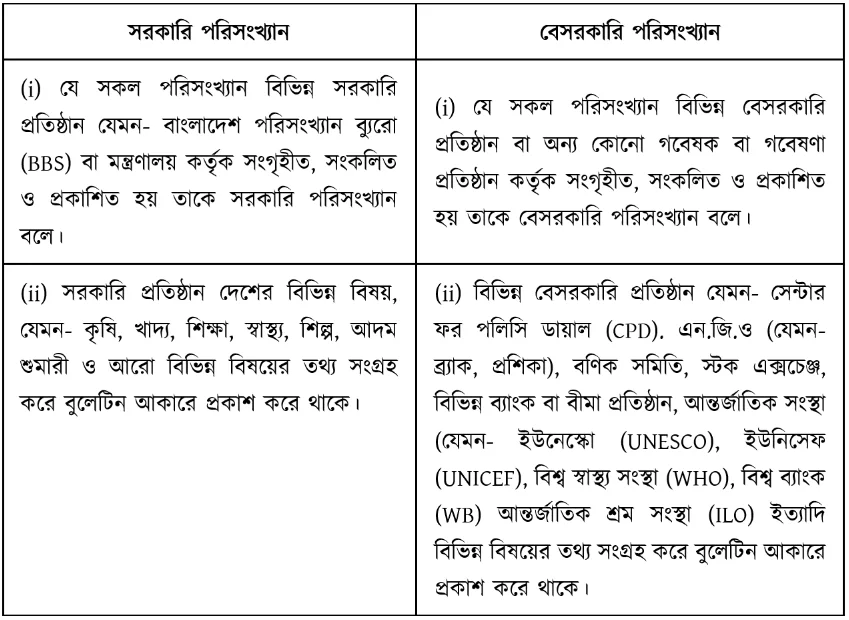 সরকারি পরিসংখ্যান
বেসরকারি পরিসংখ্যান
(i) যে সকল পরিসংখ্যান বিভিন্ন সরকারি
প্রতিষ্ঠান যেমন- বাংলাদেশ পরিসংখ্যান ব্যুরো
(BBS) বা মন্ত্রণালয় কর্তৃক সংগৃহীত, সংকলিত
ও প্রকাশিত হয় তাকে সরকারি পরিসংখ্যান
বলে।
(i) যে সকল পরিসংখ্যান বিভিন্ন বেসরকারি
প্রতিষ্ঠান বা অন্য কোনো গবেষক বা গবেষণা
প্রতিষ্ঠান কর্তৃক সংগৃহীত, সংকলিত ও প্রকাশিত
হয় তাকে বেসরকারি পরিসংখ্যান বলে।
(ii) সরকারি প্রতিষ্ঠান দেশের বিভিন্ন বিষয়,
যেমন- কৃষি, খাদ্য, শিক্ষা, স্বাস্থ্য, শিল্প, আদম
শুমারী ও আরো বিভিন্ন বিষয়ের তথ্য সংগ্রহ
করে বুলেটিন আকারে প্রকাশ করে থাকে।
(ii) বিভিন্ন বেসরকারি প্রতিষ্ঠান যেমন- সেন্টার
ফর পলিসি ডায়াল (CPD). এন.জি.ও (যেমন-
ব্র্যাক, প্রশিকা), বণিক সমিতি, স্টক এক্সচেঞ্জ,
বিভিন্ন ব্যাংক বা বীমা প্রতিষ্ঠান, আন্তর্জাতিক সংস্থা
(যেমন- ইউনেস্কো (UNESCO), ইউনিসেফ
(UNICEF), বিশ্ব স্বাস্থ্য সংস্থা (WHO), বিশ্ব ব্যাংক
(WB) আন্তর্জাতিক শ্রম সংস্থা (ILO) ইত্যাদি
বিভিন্ন বিষয়ের তথ্য সংগ্রহ করে বুলেটিন আকারে
প্রকাশ করে থাকে।